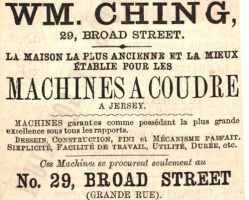 WM. CHING,
29, BROAD STREET.
LA MAISON LA PLUS ANCIENNE ET LA MIEUX
ÉTABLIE POUR LES
MACHINES A COUDRE
A JERSEY.
MACHINES garanties comme possédant la plus grande
excellence sous tous les rapports.
DESSEIN, CONSTRUCTION, FINI et MÉCANISME PARFAIT.
SIMPLICITÉ, FACILITÉ DE TRAVAIL, UTILITÉ, DURÉE, etc.
Ces Machines se procurent seulement au
No. 29, BROAD STREET
(GRANDE RUE).